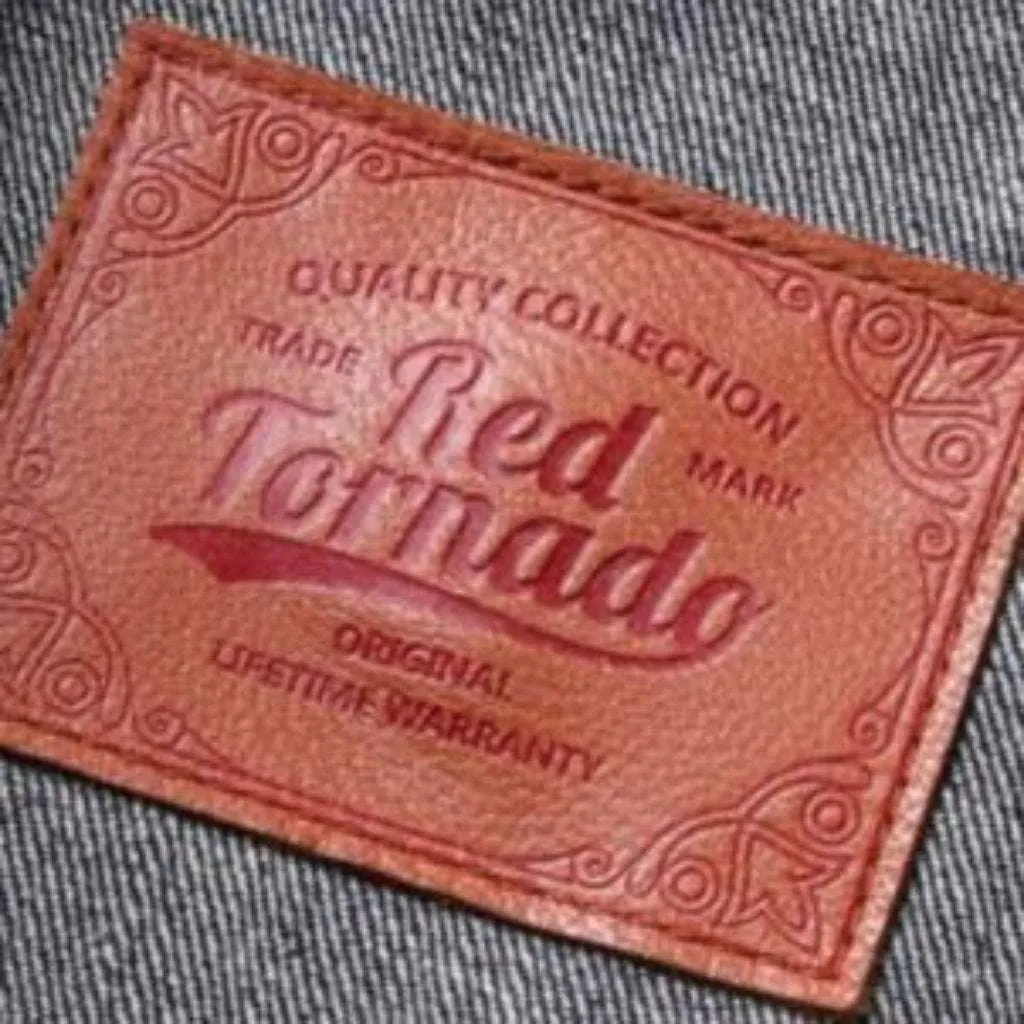 QUALITY COLLECTION
TRADE Red MARK
Tornado
ORIGINAL
LIFETIME WARRANTY